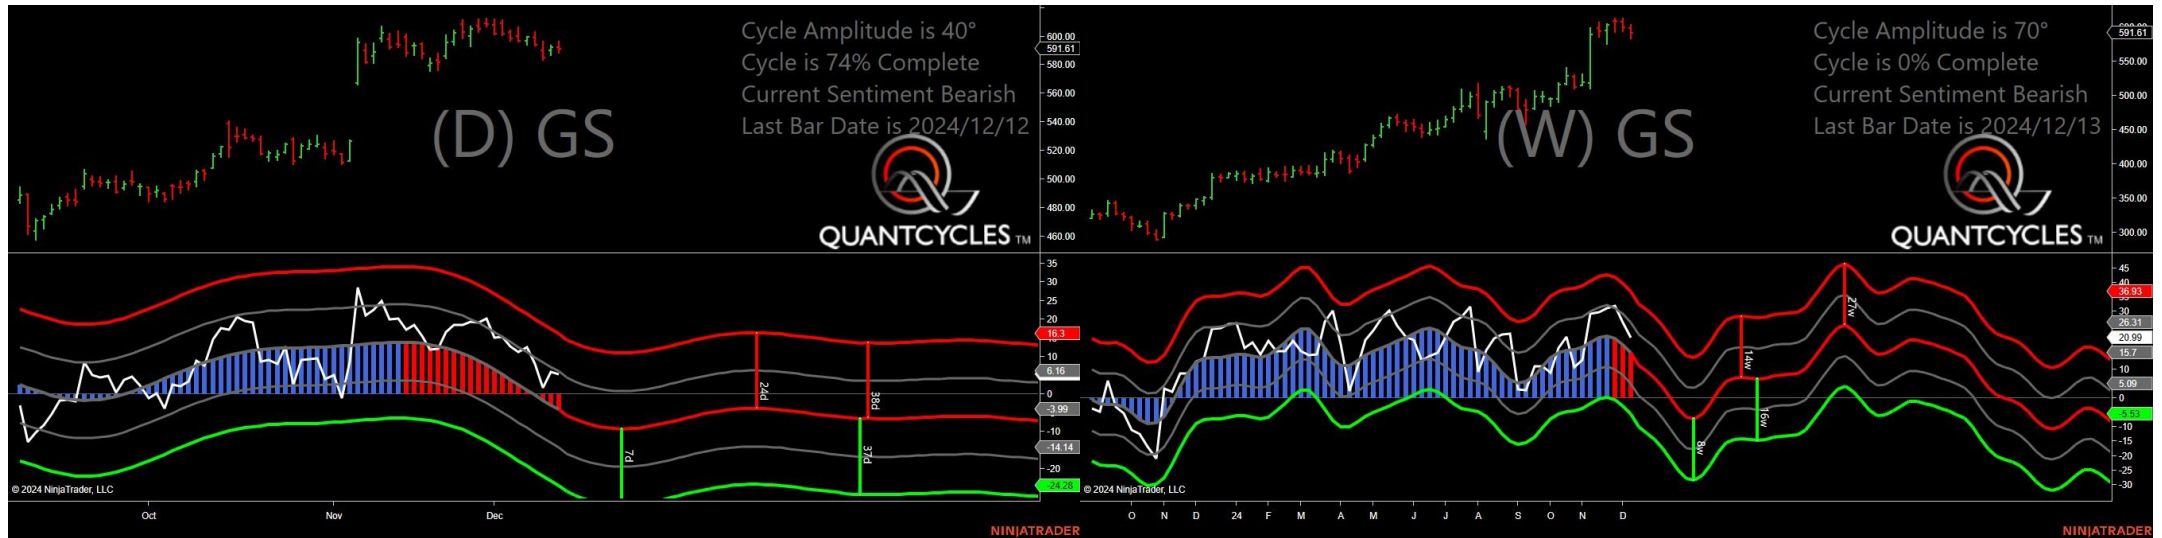 Cycle Amplitude is 40°
Cycle is 74% Complete
Current Sentiment Bearish
Last Bar Date is 2024/12/12
(D) GS
QUANTCYCLES TM
600.00
591.61
580.00
560.00
540.00
520.00
500.00
480.00
460.00
35
30
25
20
16.3
10
6.16
0
-3.99
-10
-14.14
-20
-24.28
7d
24d
37d
38d
© 2024 NinjaTrader, LLC
Oct Nov Dec
NINJATRADER
Cycle Amplitude is 70°
Cycle is 0% Complete
Current Sentiment Bearish
Last Bar Date is 2024/12/13
(W) GS
QUANTCYCLES TM
591.61
550.00
500.00
450.00
400.00
350.00
300.00
45
36.93
30
26.31
20.99
15.7
10
5.09
0
-5.53
-10
-15
-20
-25
-30
8w
14w
16w
27w
© 2024 NinjaTrader, LLC
O N D 24 F M A M J J A S O N D
NINJATRADER